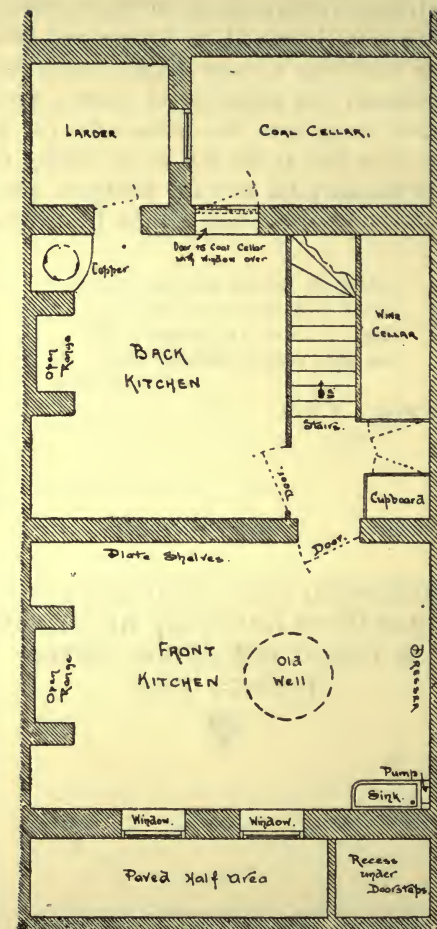 LARDER
COAL CELLAR.
Door to Coal Cellar
with window over
Copper
WINE
CELLAR
Open
Range
BACK
KITCHEN
Stairs.
Door.
Cupboard
Door.
Plate Shelves.
FRONT
KITCHEN
Old
Well
Open
Range
DRESSER
Pump
Sink.
Window.
Window.
Paved Half Area
Recess
under
Doorsteps.